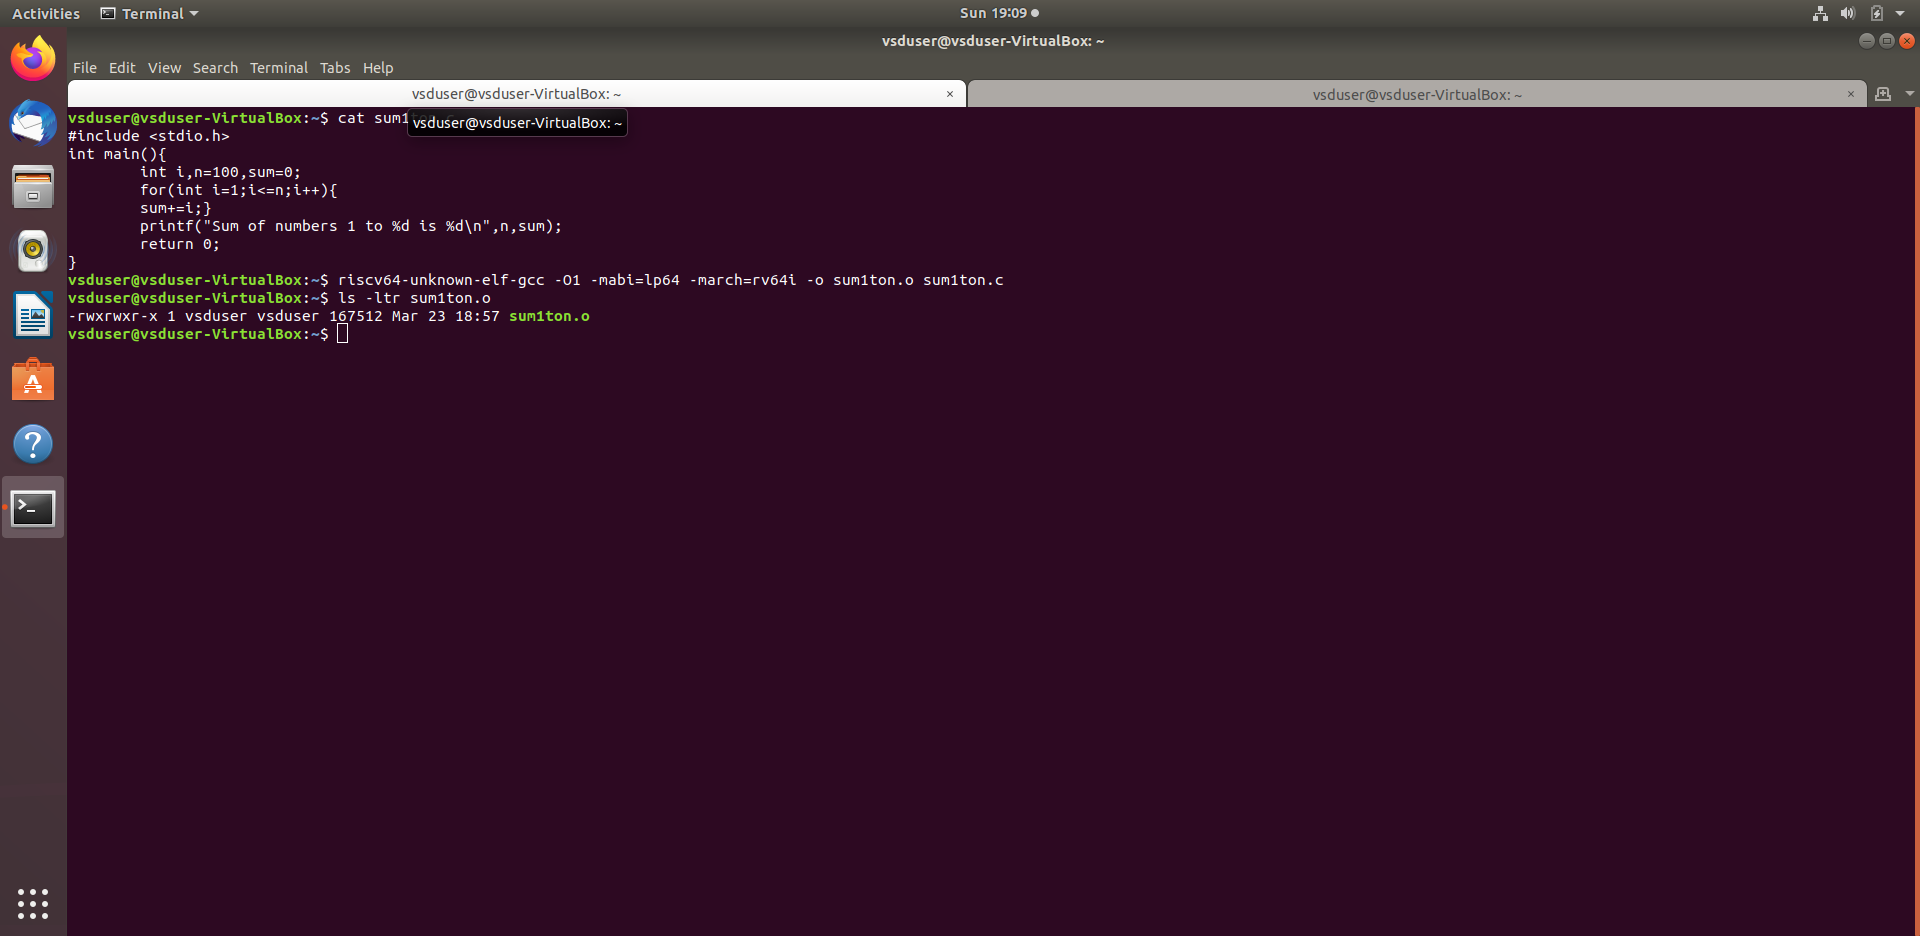 Activities Terminal Sun 19:09
vsduser@vsduser-VirtualBox: ~
File Edit View Search Terminal Tabs Help
vsduser@vsduser-VirtualBox: ~ × vsduser@vsduser-VirtualBox: ~ ×
vsduser@vsduser-VirtualBox:~$ cat sum1
vsduser@vsduser-VirtualBox: ~
#include <stdio.h>
int main(){
int i,n=100,sum=0;
for(int i=1;i<=n;i++){
sum+=i;}
printf("Sum of numbers 1 to %d is %d\n",n,sum);
return 0;
}
vsduser@vsduser-VirtualBox:~$ riscv64-unknown-elf-gcc -O1 -mabi=lp64 -march=rv64i -o sum1ton.o sum1ton.c
vsduser@vsduser-VirtualBox:~$ ls -ltr sum1ton.o
-rwxrwxr-x 1 vsduser vsduser 167512 Mar 23 18:57 sum1ton.o
vsduser@vsduser-VirtualBox:~$